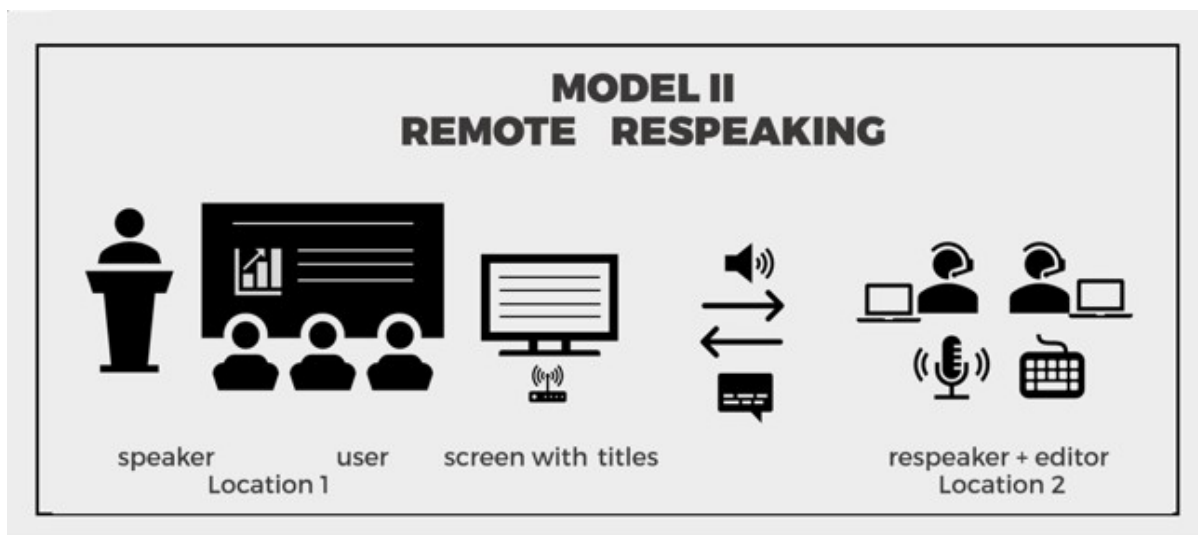 MODEL II
REMOTE RESPEAKING
speaker
user
screen with titles
respeaker + editor
Location 1
Location 2